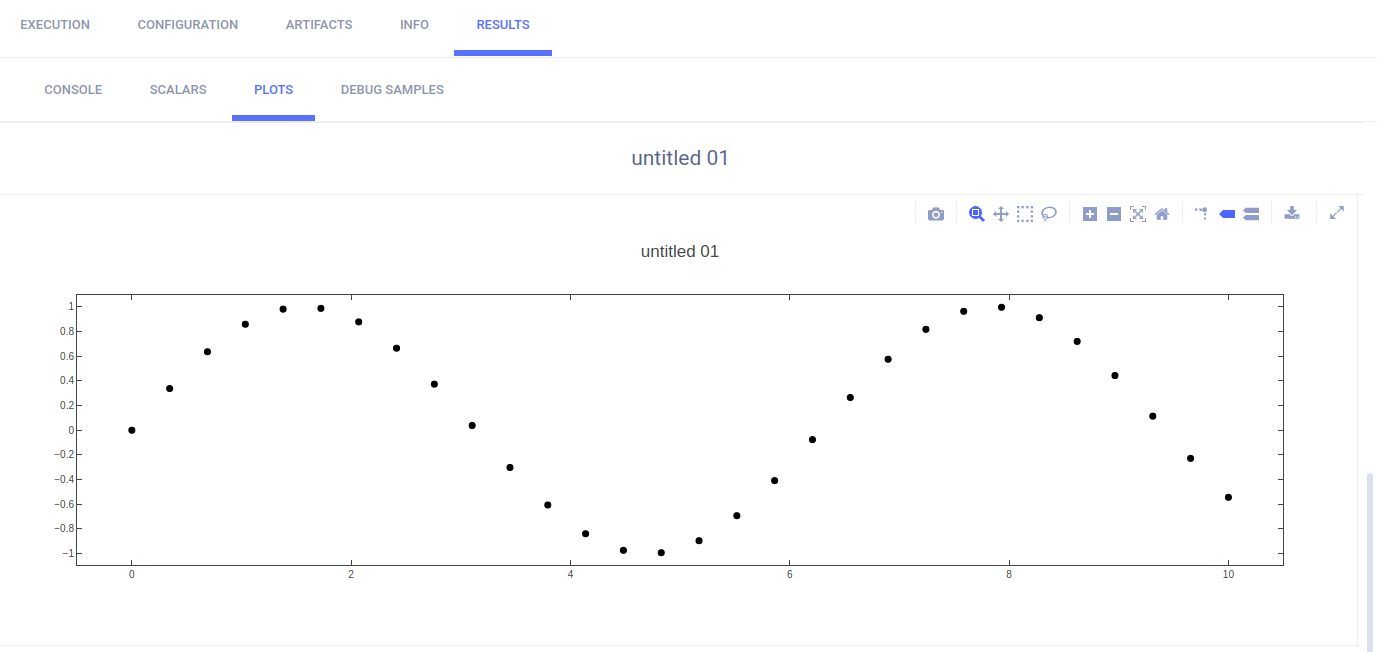 EXECUTION CONFIGURATION ARTIFACTS INFO RESULTS
CONSOLE SCALARS PLOTS DEBUG SAMPLES
untitled 01
untitled 01
1
0.8
0.6
0.4
0.2
0
−0.2
−0.4
−0.6
−0.8
−1
0 2 4 6 8 10